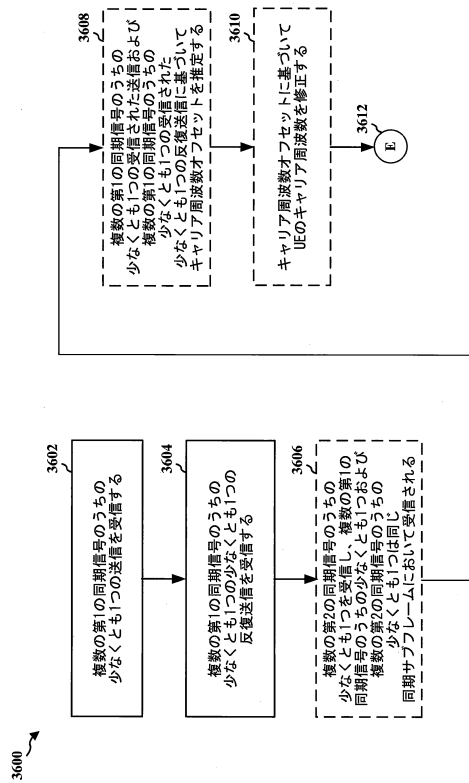 3600
3602
複数の第1の同期信号のうちの
少なくとも1つの送信を受信する
3604
複数の第1の同期信号のうちの
少なくとも1つの少なくとも1つの
反復送信を受信する
3606
複数の第2の同期信号のうちの
少なくとも1つを受信し、複数の第1の
同期信号のうちの少なくとも1つおよび
複数の第2の同期信号のうちの
少なくとも1つは同じ
同期サブフレームにおいて受信される
3608
複数の第1の同期信号のうちの
少なくとも1つの受信された送信および
複数の第1の同期信号のうちの
少なくとも1つの受信された
少なくとも1つの反復送信に基づいて
キャリア周波数オフセットを推定する
3610
キャリア周波数オフセットに基づいて
UEのキャリア周波数を修正する
3612
E